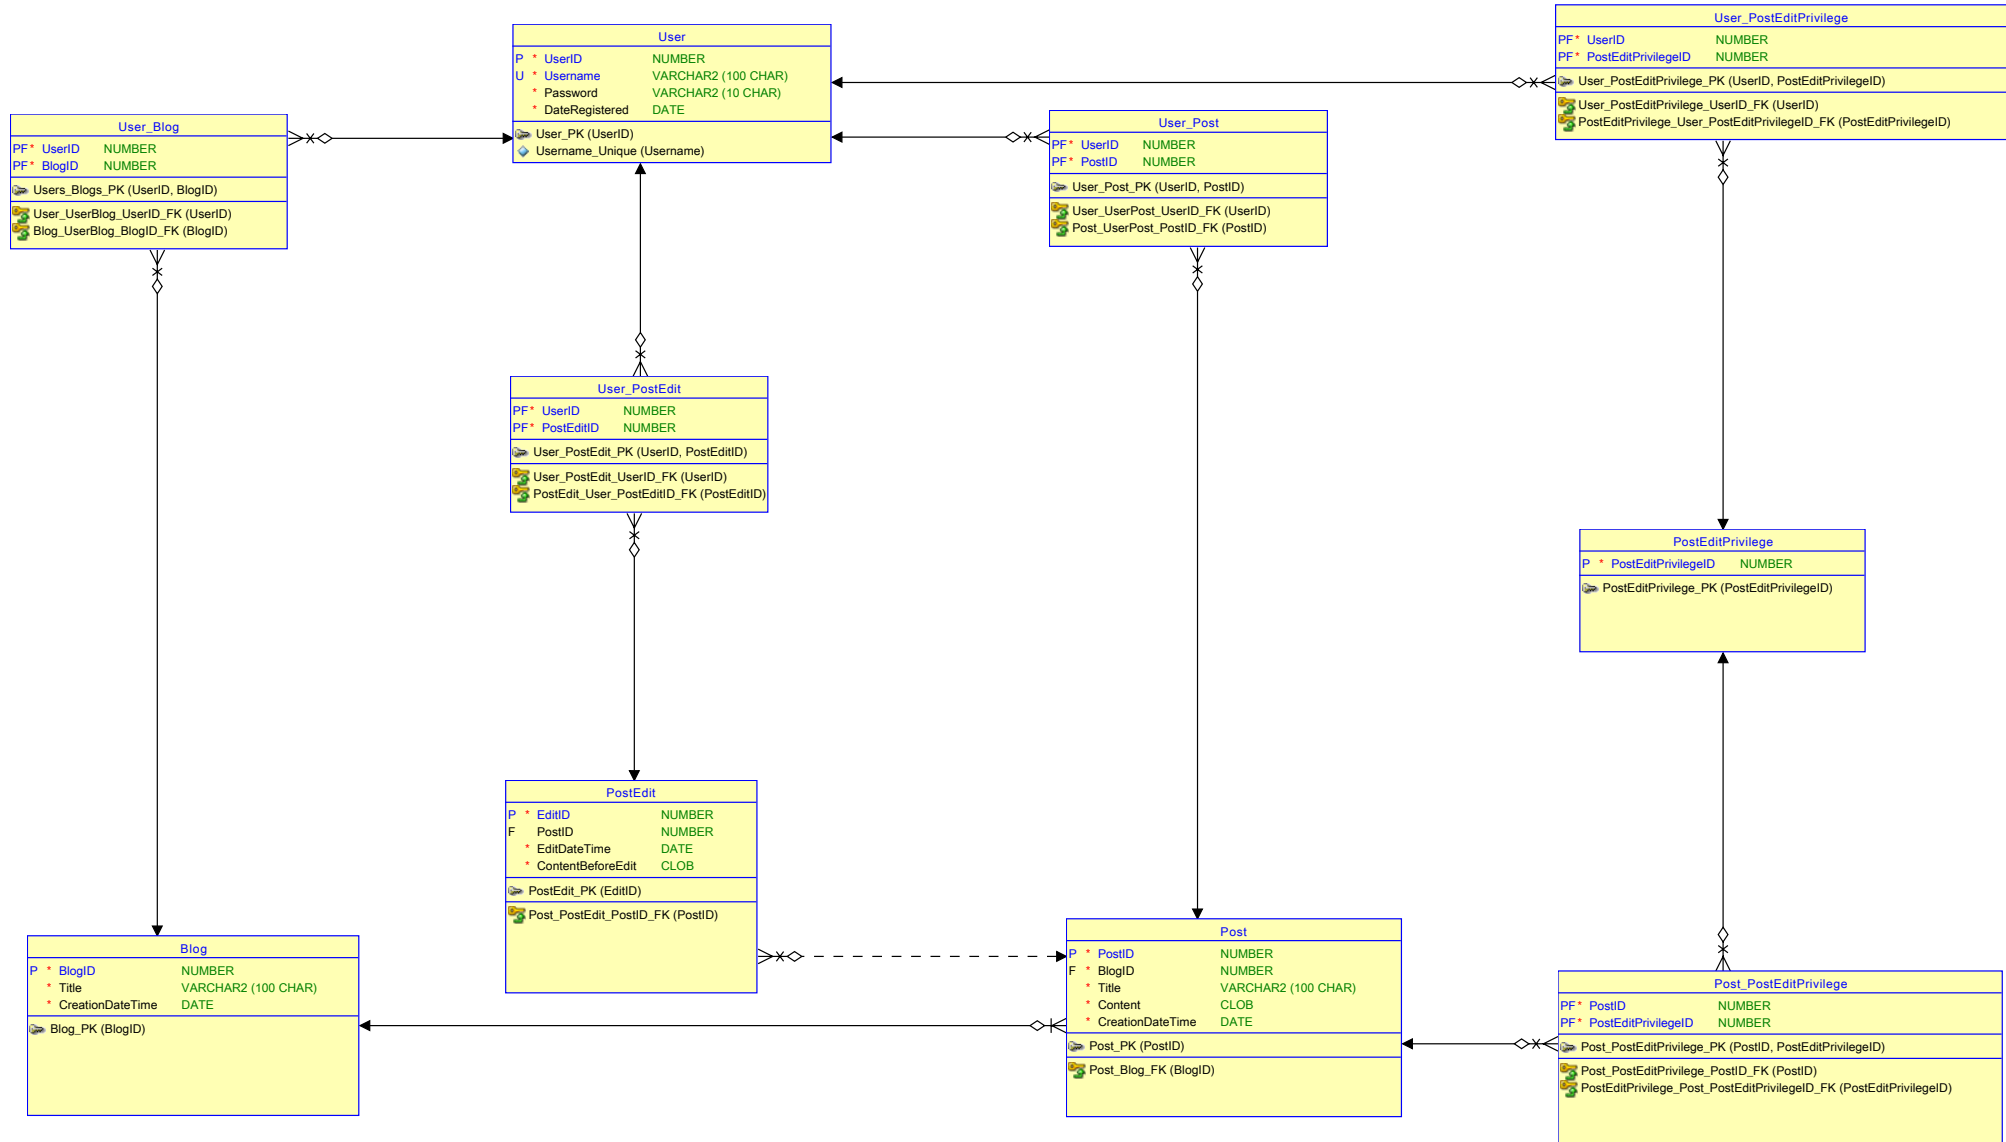 User
P * UserID NUMBER
U * Username VARCHAR2 (100 CHAR)
* Password VARCHAR2 (10 CHAR)
* DateRegistered DATE
User_PK (UserID)
Username_Unique (Username)
User_PostEditPrivilege
PF* UserID NUMBER
PF* PostEditPrivilegeID NUMBER
User_PostEditPrivilege_PK (UserID, PostEditPrivilegeID)
User_PostEditPrivilege_UserID_FK (UserID)
PostEditPrivilege_User_PostEditPrivilegeID_FK (PostEditPrivilegeID)
User_Blog
PF* UserID NUMBER
PF* BlogID NUMBER
Users_Blogs_PK (UserID, BlogID)
User_UserBlog_UserID_FK (UserID)
Blog_UserBlog_BlogID_FK (BlogID)
User_Post
PF* UserID NUMBER
PF* PostID NUMBER
User_Post_PK (UserID, PostID)
User_UserPost_UserID_FK (UserID)
Post_UserPost_PostID_FK (PostID)
User_PostEdit
PF* UserID NUMBER
PF* PostEditID NUMBER
User_PostEdit_PK (UserID, PostEditID)
User_PostEdit_UserID_FK (UserID)
PostEdit_User_PostEditID_FK (PostEditID)
PostEditPrivilege
P * PostEditPrivilegeID NUMBER
PostEditPrivilege_PK (PostEditPrivilegeID)
PostEdit
P * EditID NUMBER
F PostID NUMBER
* EditDateTime DATE
* ContentBeforeEdit CLOB
PostEdit_PK (EditID)
Post_PostEdit_PostID_FK (PostID)
Blog
P * BlogID NUMBER
* Title VARCHAR2 (100 CHAR)
* CreationDateTime DATE
Blog_PK (BlogID)
Post
P * PostID NUMBER
F * BlogID NUMBER
* Title VARCHAR2 (100 CHAR)
* Content CLOB
* CreationDateTime DATE
Post_PK (PostID)
Post_Blog_FK (BlogID)
Post_PostEditPrivilege
PF* PostID NUMBER
PF* PostEditPrivilegeID NUMBER
Post_PostEditPrivilege_PK (PostID, PostEditPrivilegeID)
Post_PostEditPrivilege_PostID_FK (PostID)
PostEditPrivilege_Post_PostEditPrivilegeID_FK (PostEditPrivilegeID)